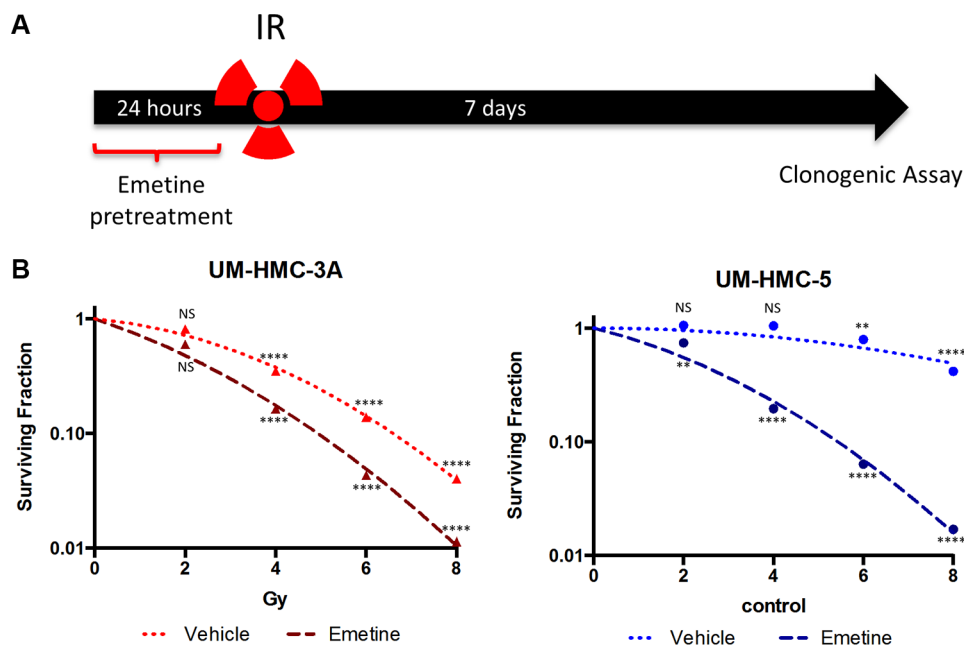 A
IR
24 hours
7 days
Emetine
pretreatment
Clonogenic Assay
B
UM-HMC-3A
Surviving Fraction
1
0.10
0.01
NS
NS
****
****
****
****
****
****
0
2
4
6
8
Gy
Vehicle
Emetine
UM-HMC-5
Surviving Fraction
1
0.10
0.01
NS
NS
**
****
**
****
****
****
0
2
4
6
8
control
Vehicle
Emetine